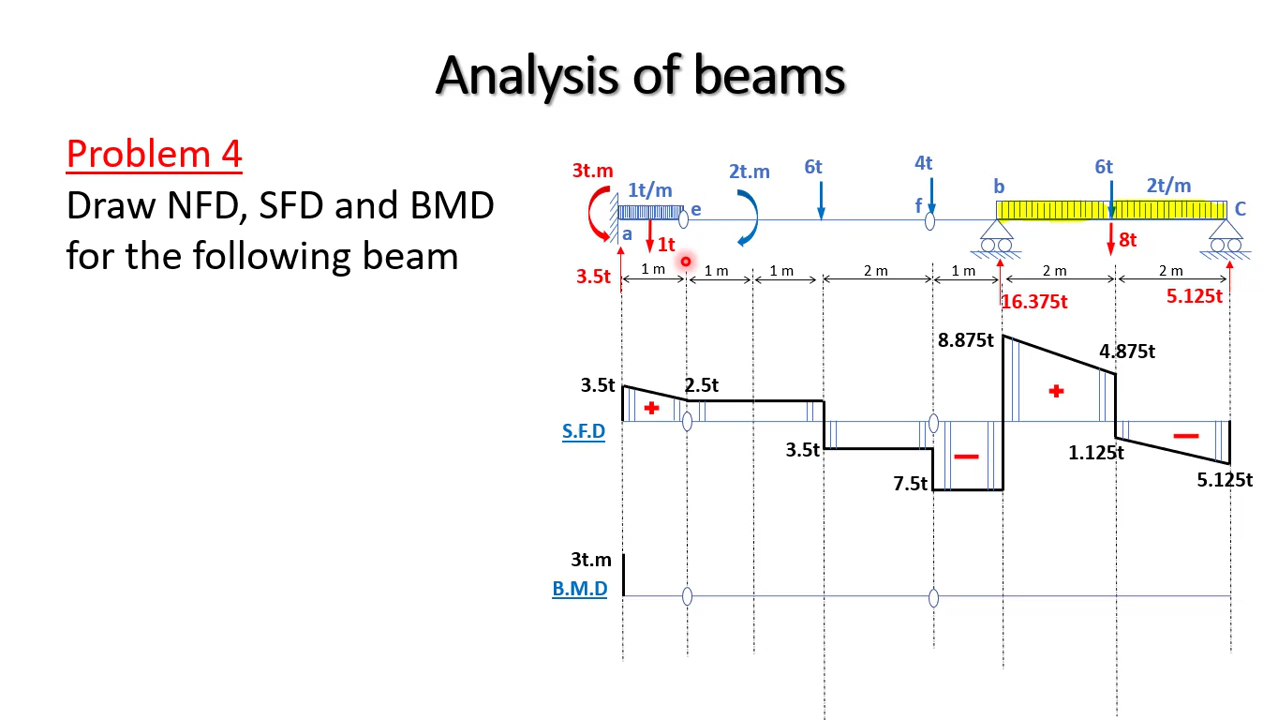 Analysis of beams
Problem 4
Draw NFD, SFD and BMD
for the following beam
3t.m
1t/m
2t.m
6t
4t
b
6t
2t/m
e
f
C
a
1t
8t
3.5t
1 m
1 m
1 m
2 m
1 m
2 m
2 m
16.375t
5.125t
8.875t
4.875t
3.5t
2.5t
+
+
S.F.D
3.5t
–
–
1.125t
7.5t
5.125t
3t.m
B.M.D